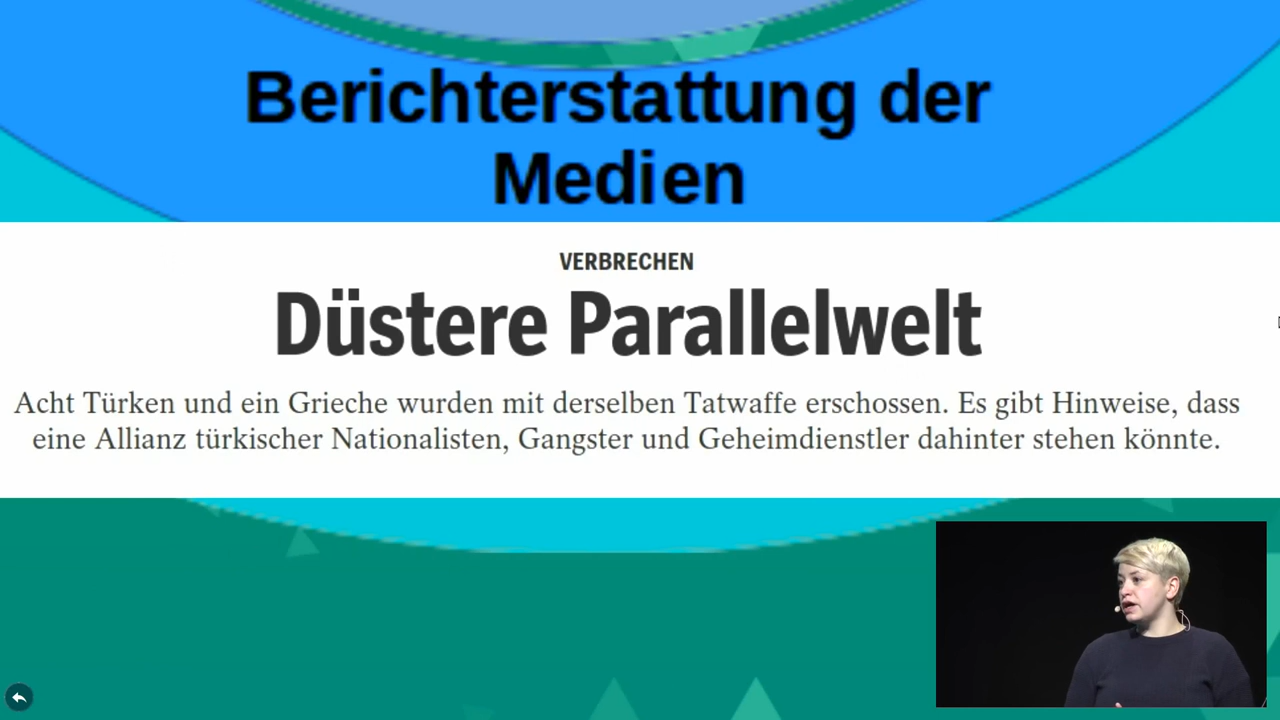 Berichterstattung der
Medien
VERBRECHEN
Düstere Parallelwelt
Acht Türken und ein Grieche wurden mit derselben Tatwaffe erschossen. Es gibt Hinweise, dass
eine Allianz türkischer Nationalisten, Gangster und Geheimdienstler dahinter stehen könnte.